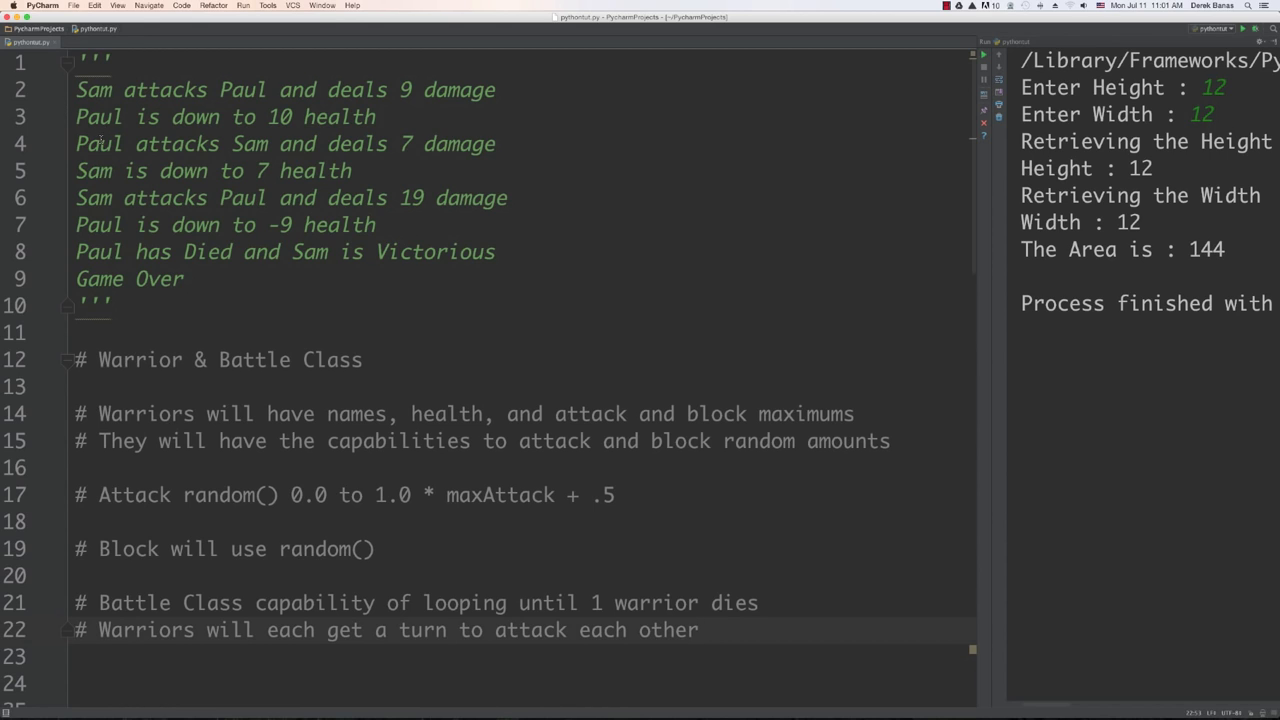 PyCharm File Edit View Navigate Code Refactor Run Tools VCS Window Help 10 Mon Jul 11 11:01 AM Derek Banas
pythontut.py - PycharmProjects - [~/PycharmProjects]
PycharmProjects pythontut.py pythontut
pythontut.py
Run: pythontut
1 '''
2 Sam attacks Paul and deals 9 damage
3 Paul is down to 10 health
4 Paul attacks Sam and deals 7 damage
5 Sam is down to 7 health
6 Sam attacks Paul and deals 19 damage
7 Paul is down to -9 health
8 Paul has Died and Sam is Victorious
9 Game Over
10 '''
11
12 # Warrior & Battle Class
13
14 # Warriors will have names, health, and attack and block maximums
15 # They will have the capabilities to attack and block random amounts
16
17 # Attack random() 0.0 to 1.0 * maxAttack + .5
18
19 # Block will use random()
20
21 # Battle Class capability of looping until 1 warrior dies
22 # Warriors will each get a turn to attack each other
23
24
/Library/Frameworks/Py
Enter Height : 12
Enter Width : 12
Retrieving the Height
Height : 12
Retrieving the Width
Width : 12
The Area is : 144
Process finished with
22:53 LF÷ UTF-8÷